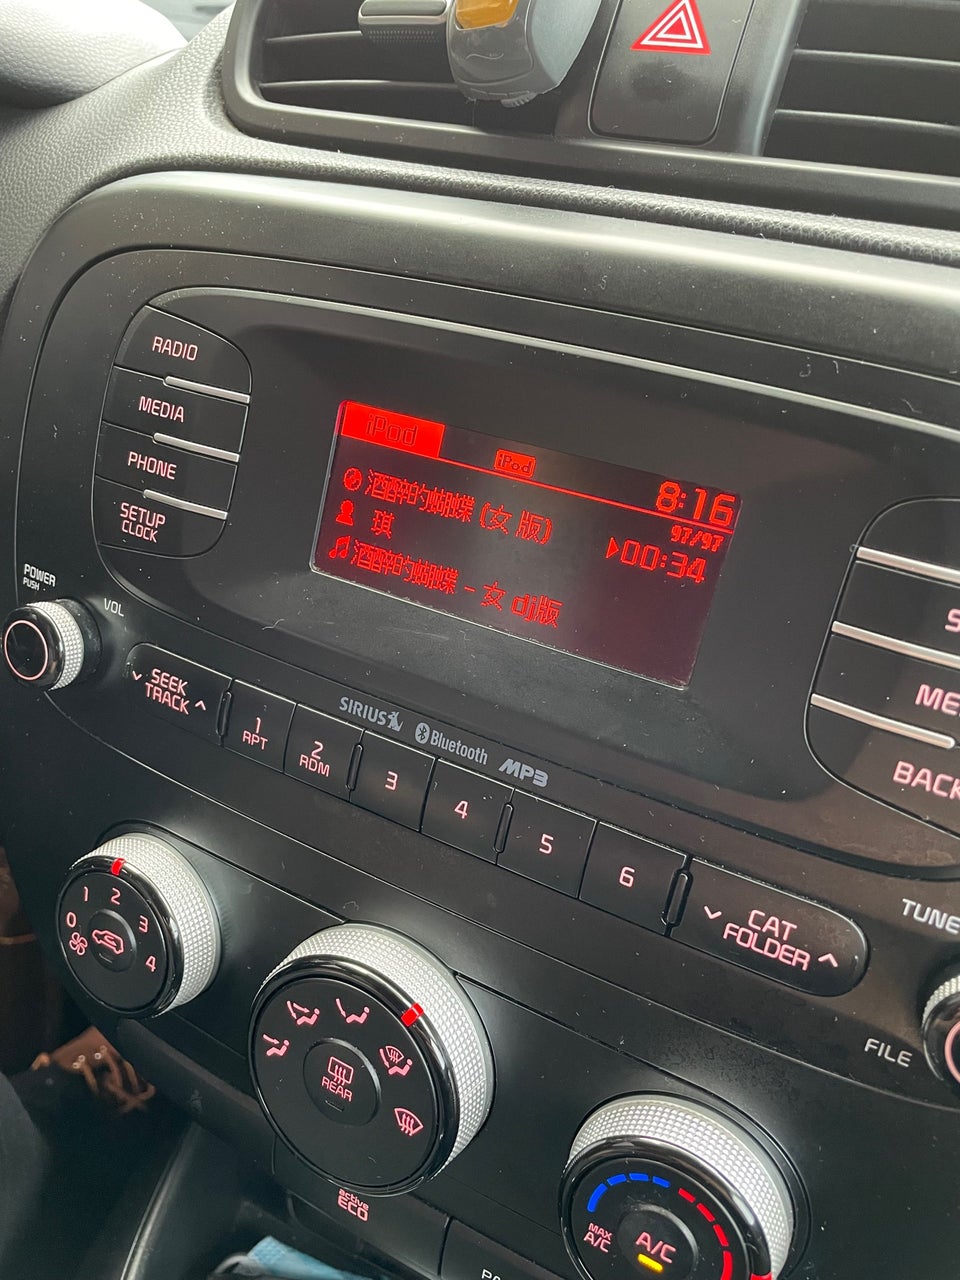 RADIO
MEDIA
PHONE
SETUP
CLOCK
iPod
iPod
8:16
酒醉的蝴蝶 (女 版)
97/97
琪
00:34
酒醉的蝴蝶 - 女 dj版
POWER
PUSH
VOL
SEEK
TRACK
1
RPT
2
RDM
3
4
5
6
SIRIUS
Bluetooth
MP3
CAT
FOLDER
BACK
TUNE
FILE
0 1 2 3 4
REAR
active
ECO
MAX
A/C
A/C